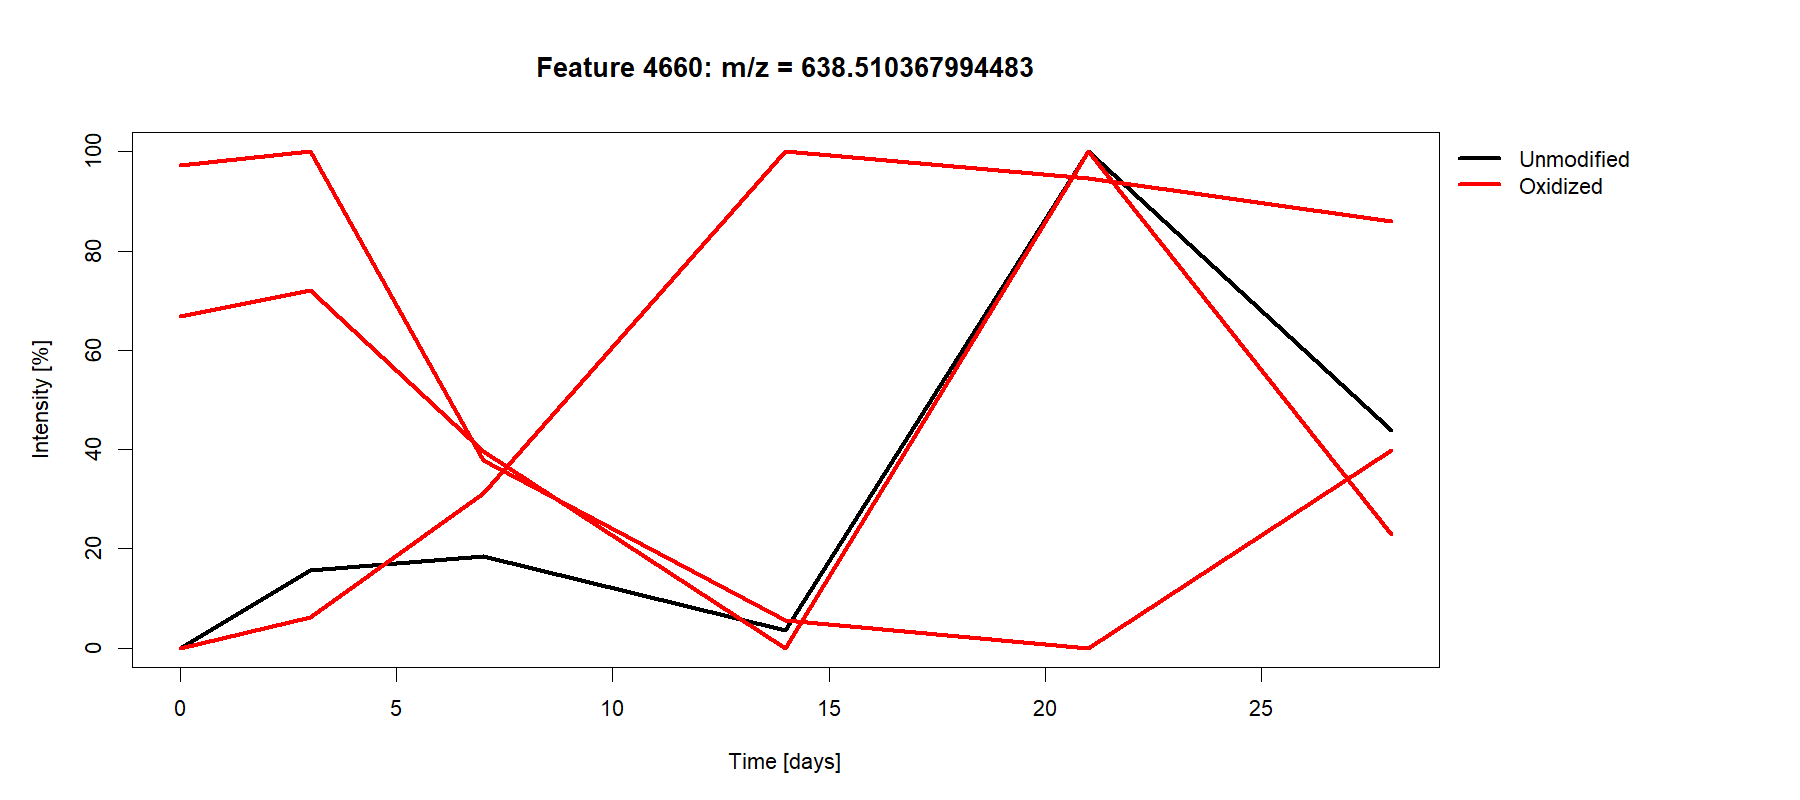 Feature 4660: m/z = 638.510367994483
Unmodified
Oxidized
Intensity [%]
100
80
60
40
20
0
0 5 10 15 20 25
Time [days]